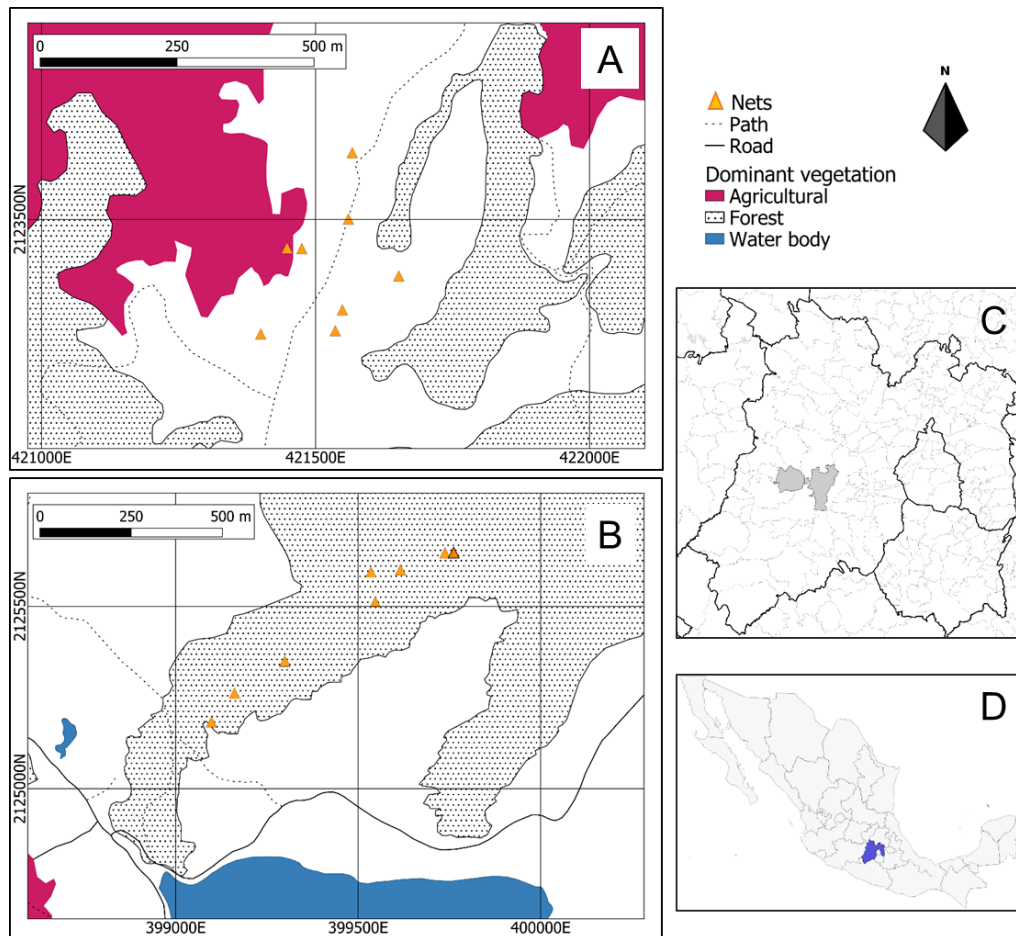 0 250 500 m
A
2123500N
421000E 421500E 422000E
0 250 500 m
B
2125500N
2125000N
399000E 399500E 400000E
N
Nets
Path
Road
Dominant vegetation
Agricultural
Forest
Water body
C
D